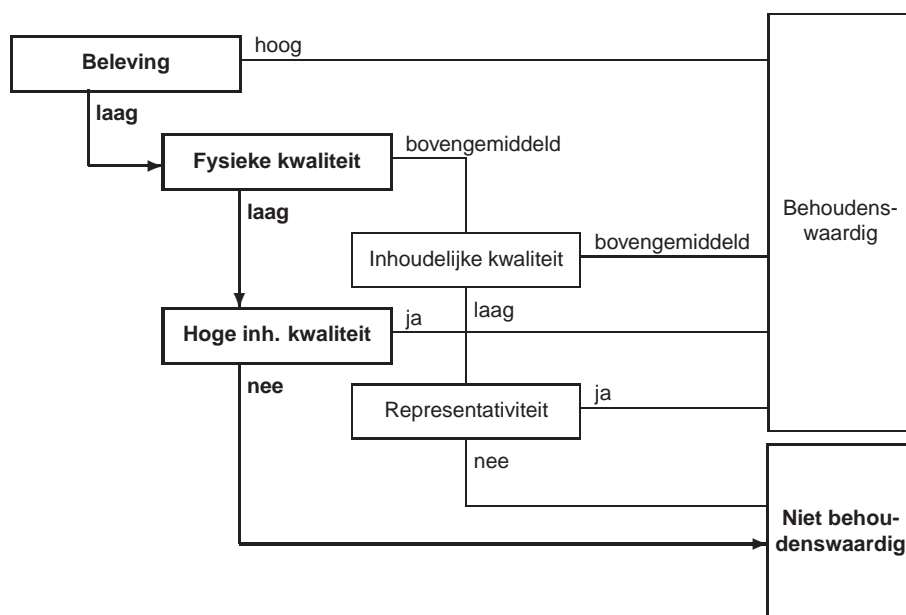 hoog
Beleving
laag
bovengemiddeld
Fysieke kwaliteit
laag
Behoudens-
waardig
bovengemiddeld
Inhoudelijke kwaliteit
laag
ja
Hoge inh. kwaliteit
nee
ja
Representativiteit
nee
Niet behou-
denswaardig